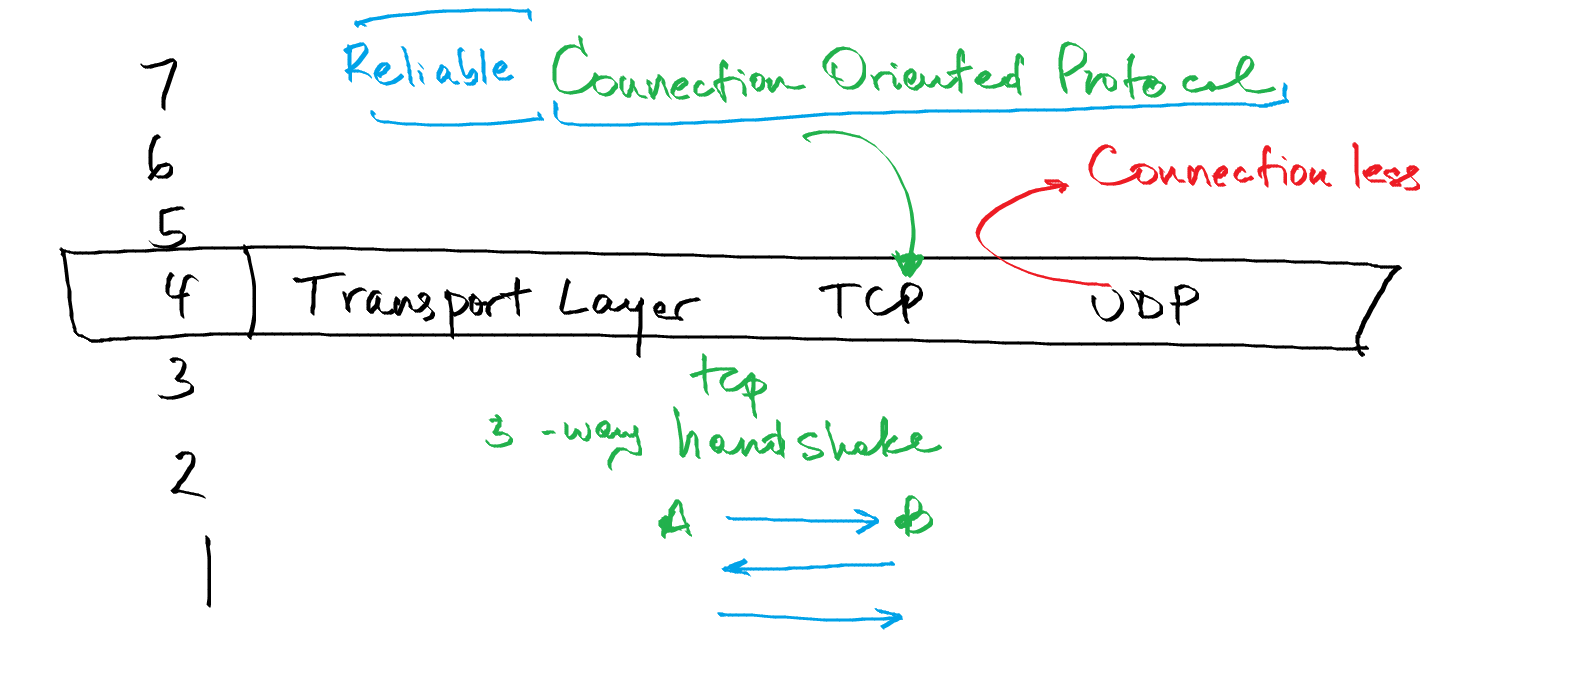 7
Reliable Connection Oriented Protocol
6
Connection less
5
4 Transport Layer TCP UDP
3
tcp
3-way handshake
2
A B
1